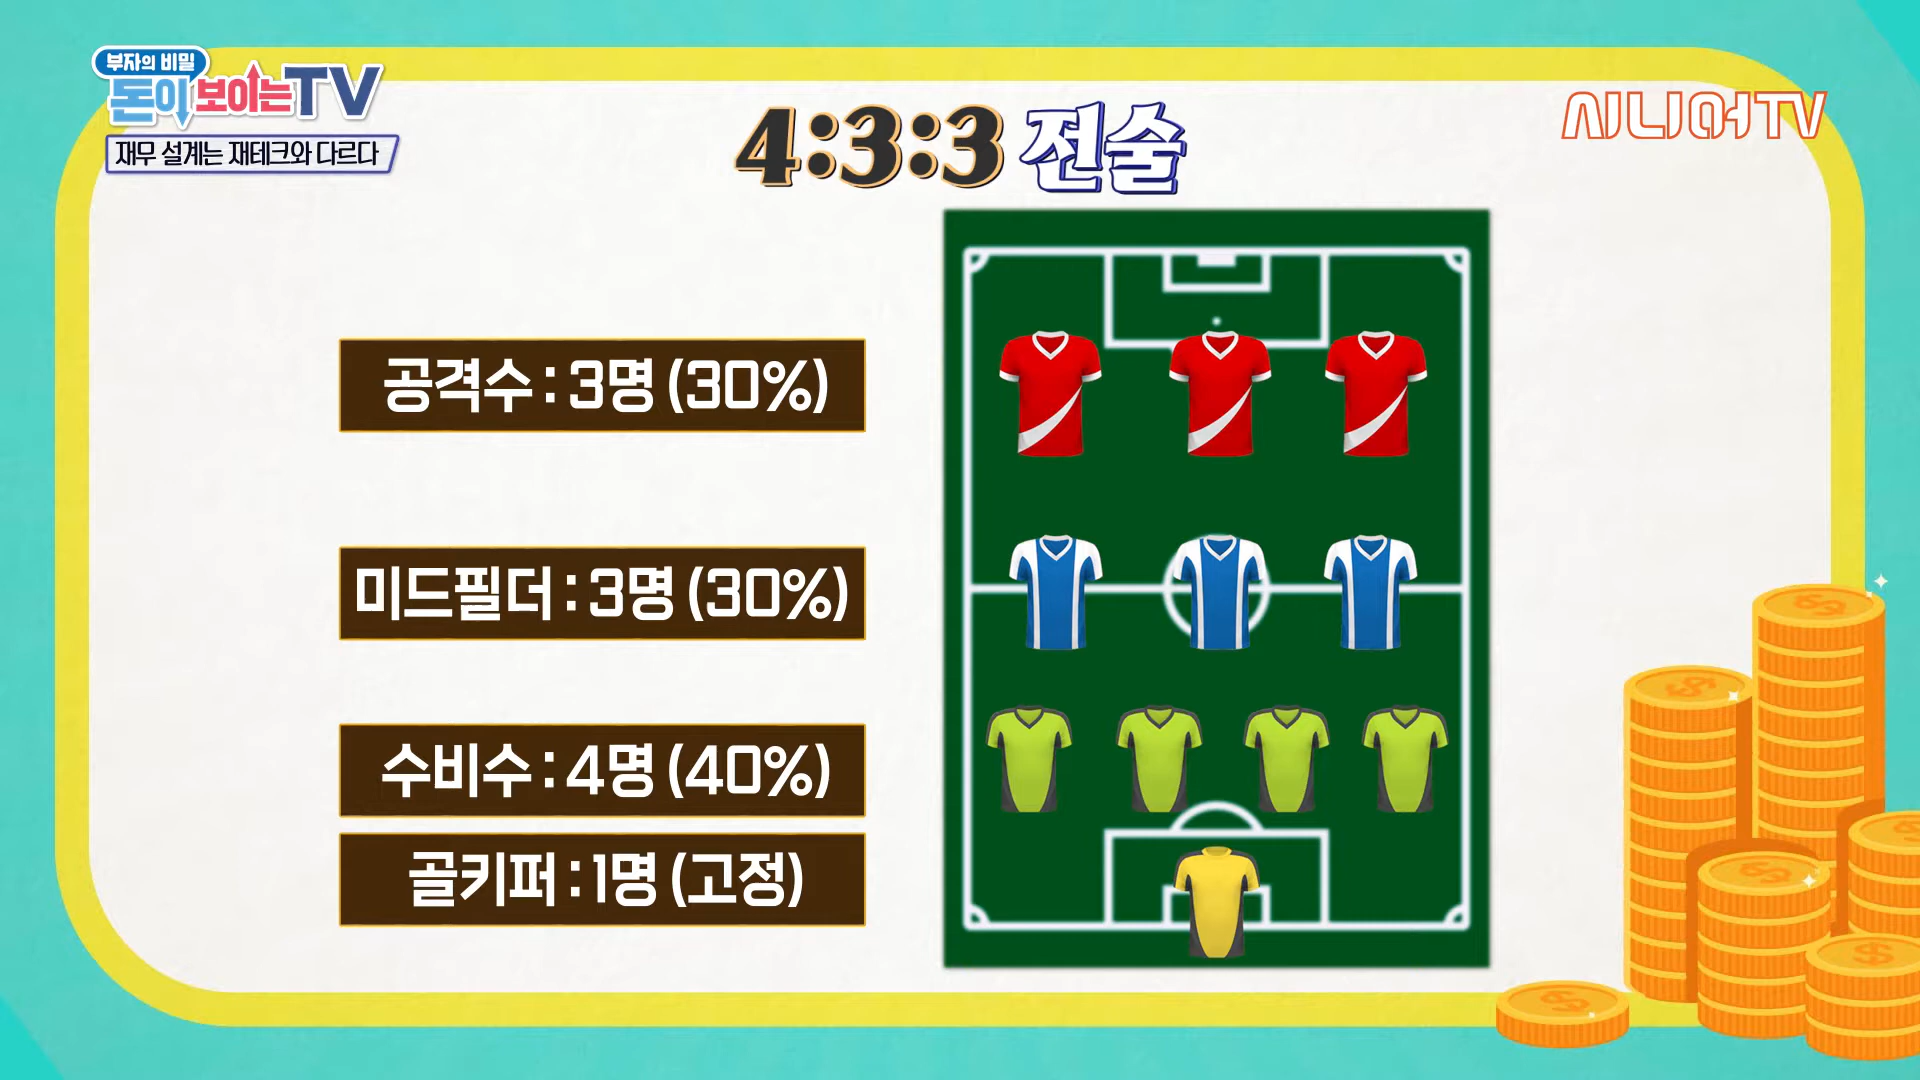 부자의 비밀
돈이 보이는TV
재무 설계는 재테크와 다르다
4:3:3 전술
시니어TV
공격수 : 3명 (30%)
미드필더 : 3명 (30%)
수비수 : 4명 (40%)
골키퍼 : 1명 (고정)